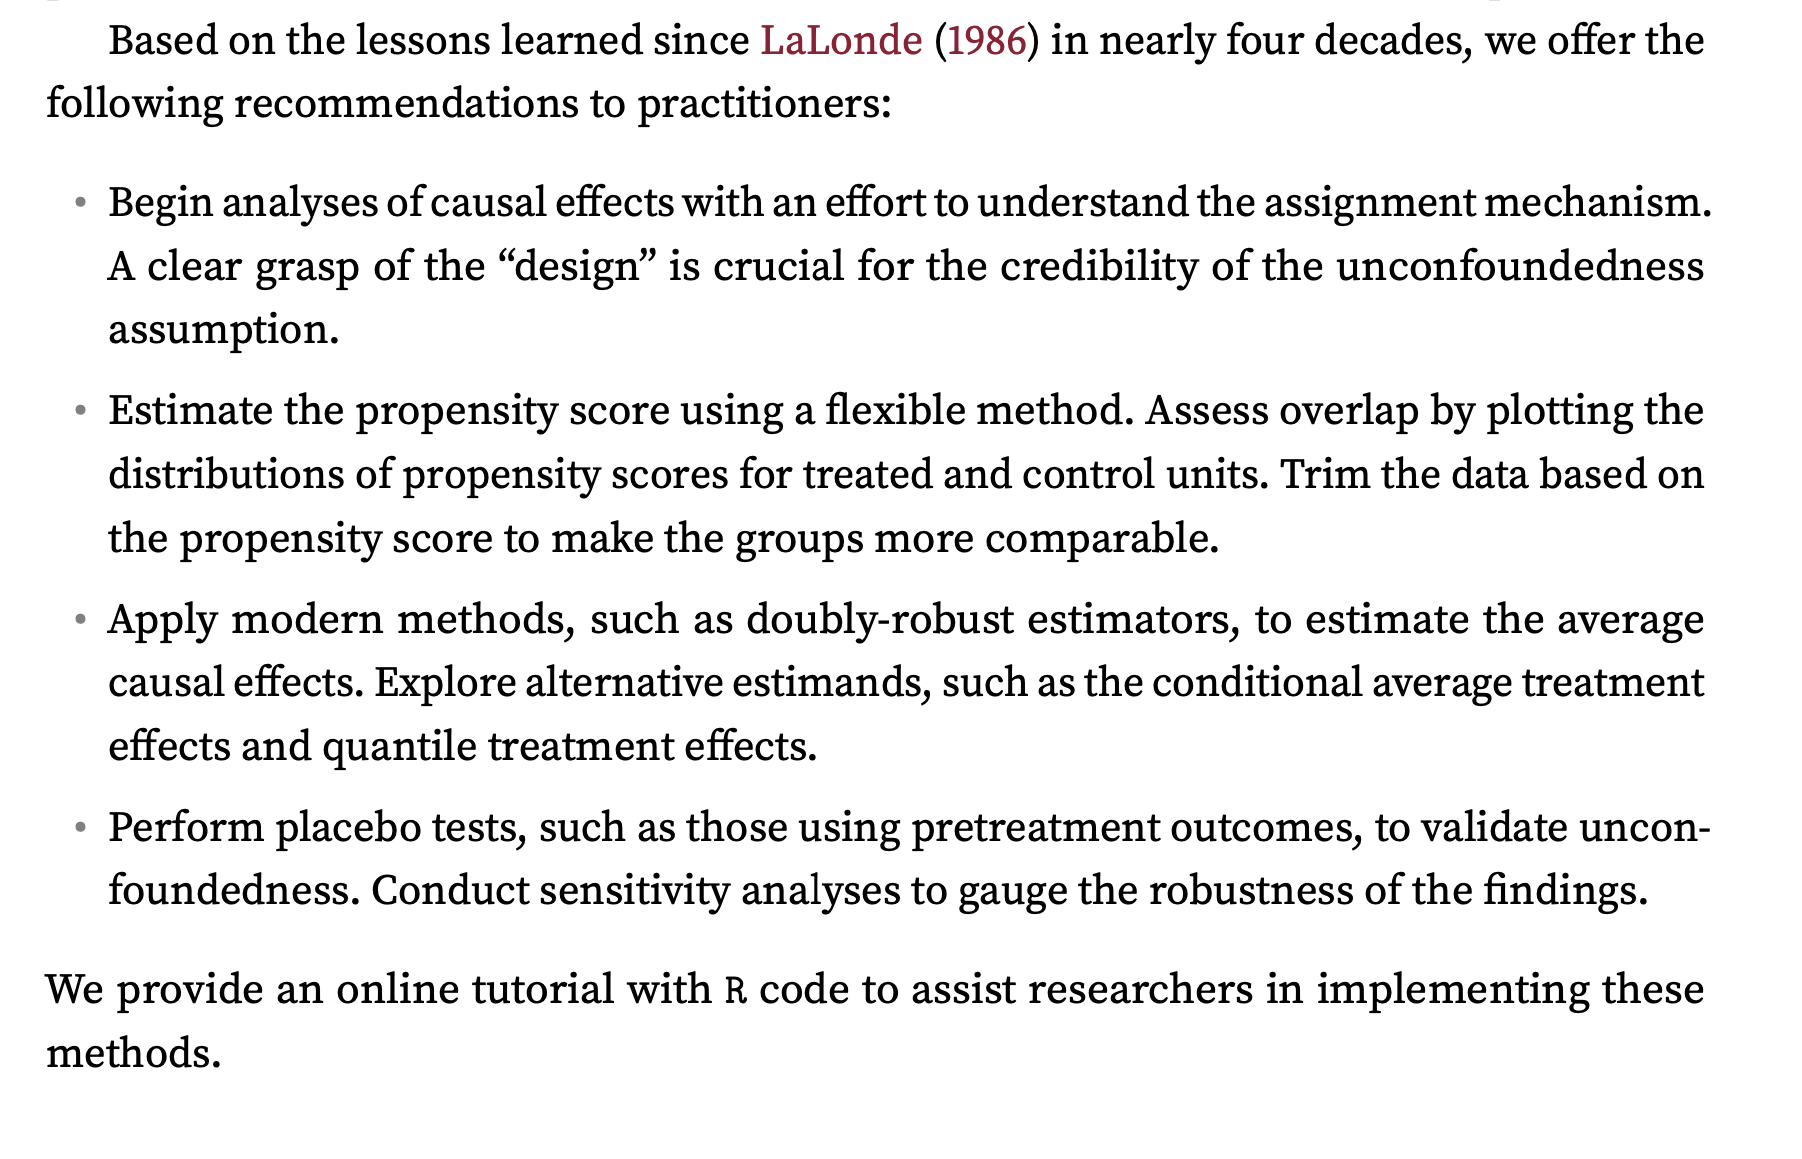 Based on the lessons learned since LaLonde (1986) in nearly four decades, we offer the
following recommendations to practitioners:
• Begin analyses of causal effects with an effort to understand the assignment mechanism.
A clear grasp of the “design” is crucial for the credibility of the unconfoundedness
assumption.
• Estimate the propensity score using a flexible method. Assess overlap by plotting the
distributions of propensity scores for treated and control units. Trim the data based on
the propensity score to make the groups more comparable.
• Apply modern methods, such as doubly-robust estimators, to estimate the average
causal effects. Explore alternative estimands, such as the conditional average treatment
effects and quantile treatment effects.
• Perform placebo tests, such as those using pretreatment outcomes, to validate uncon-
foundedness. Conduct sensitivity analyses to gauge the robustness of the findings.
We provide an online tutorial with R code to assist researchers in implementing these
methods.